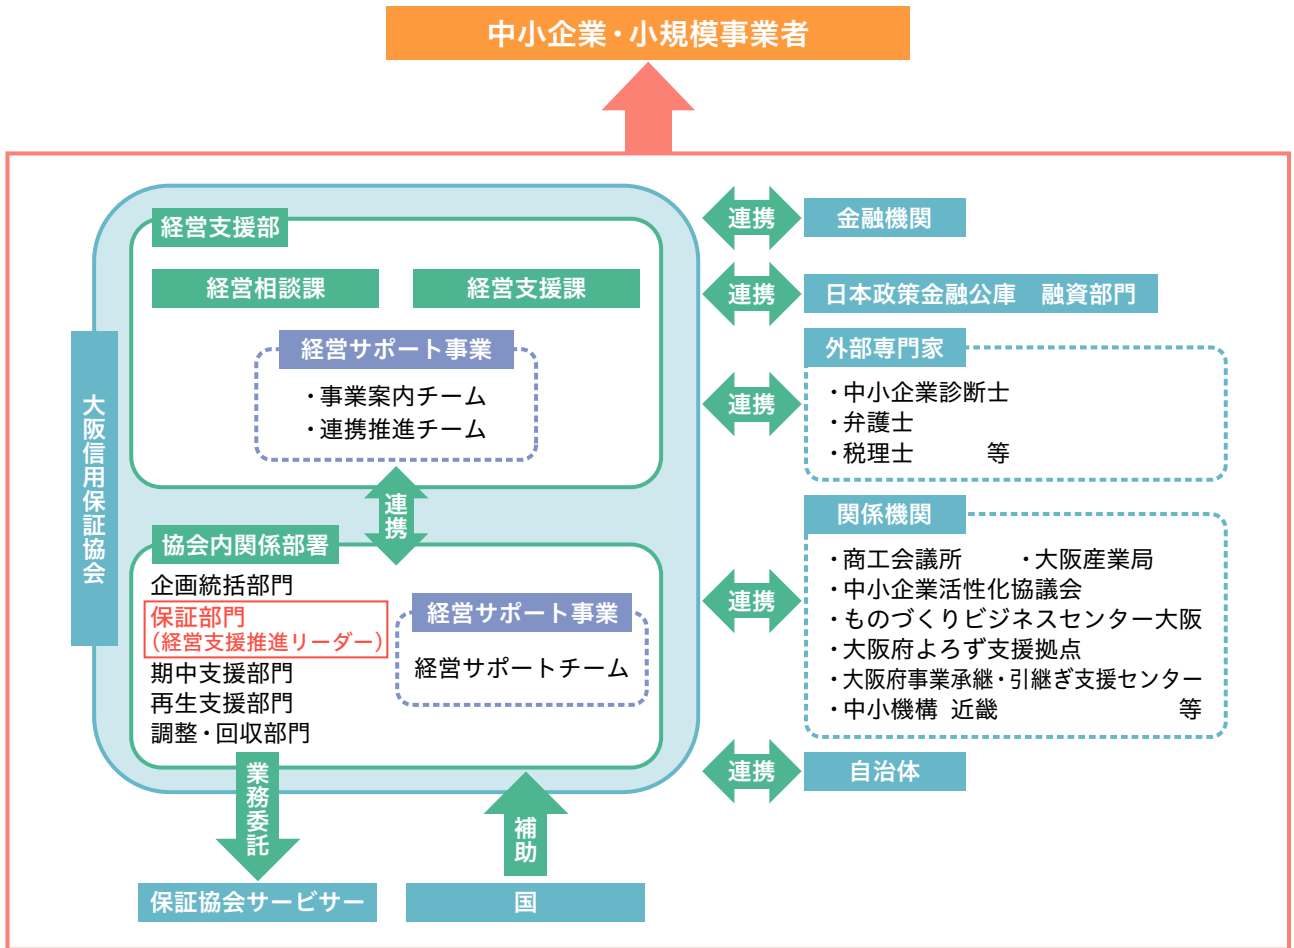 中小企業・小規模事業者
大阪信用保証協会
経営支援部
経営相談課
経営支援課
経営サポート事業
・事業案内チーム
・連携推進チーム
連携
協会内関係部署
企画統括部門
保証部門
（経営支援推進リーダー）
期中支援部門
再生支援部門
調整・回収部門
経営サポート事業
経営サポートチーム
業務委託
保証協会サービサー
補助
国
連携
金融機関
連携
日本政策金融公庫　融資部門
連携
外部専門家
・中小企業診断士
・弁護士
・税理士　　　等
連携
関係機関
・商工会議所　　・大阪産業局
・中小企業活性化協議会
・ものづくりビジネスセンター大阪
・大阪府よろず支援拠点
・大阪府事業承継・引継ぎ支援センター
・中小機構 近畿　　　　　　　等
連携
自治体